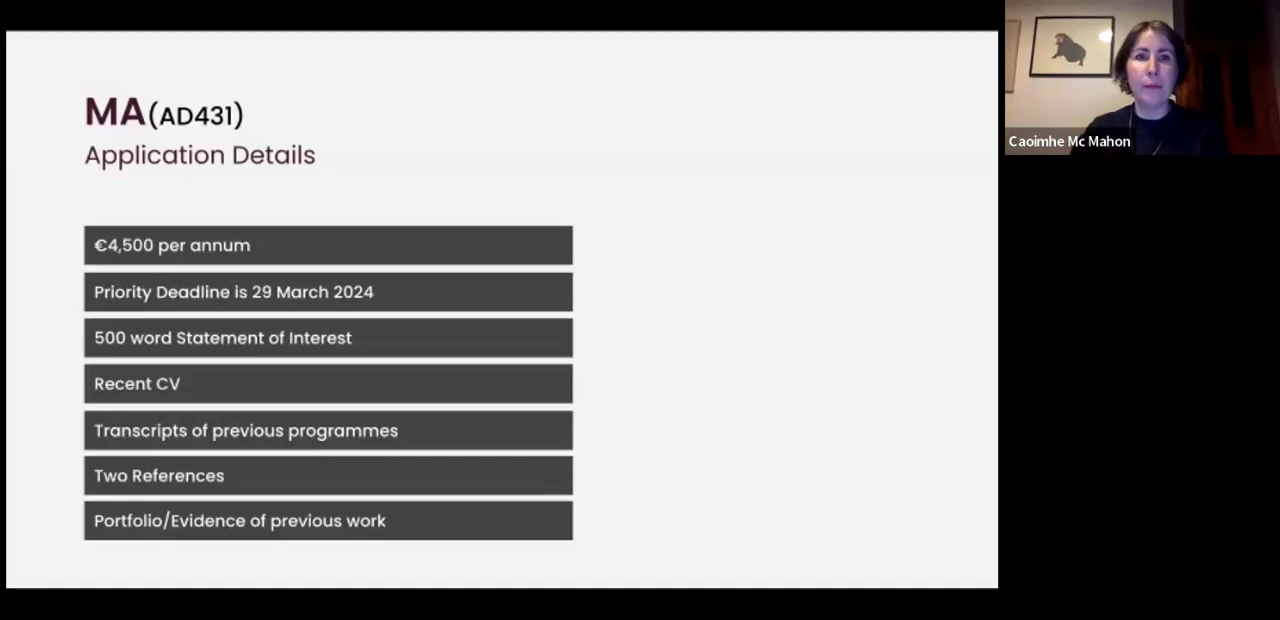 MA (AD431)
Application Details
€4,500 per annum
Priority Deadline is 29 March 2024
500 word Statement of Interest
Recent CV
Transcripts of previous programmes
Two References
Portfolio/Evidence of previous work
Caoimhe Mc Mahon